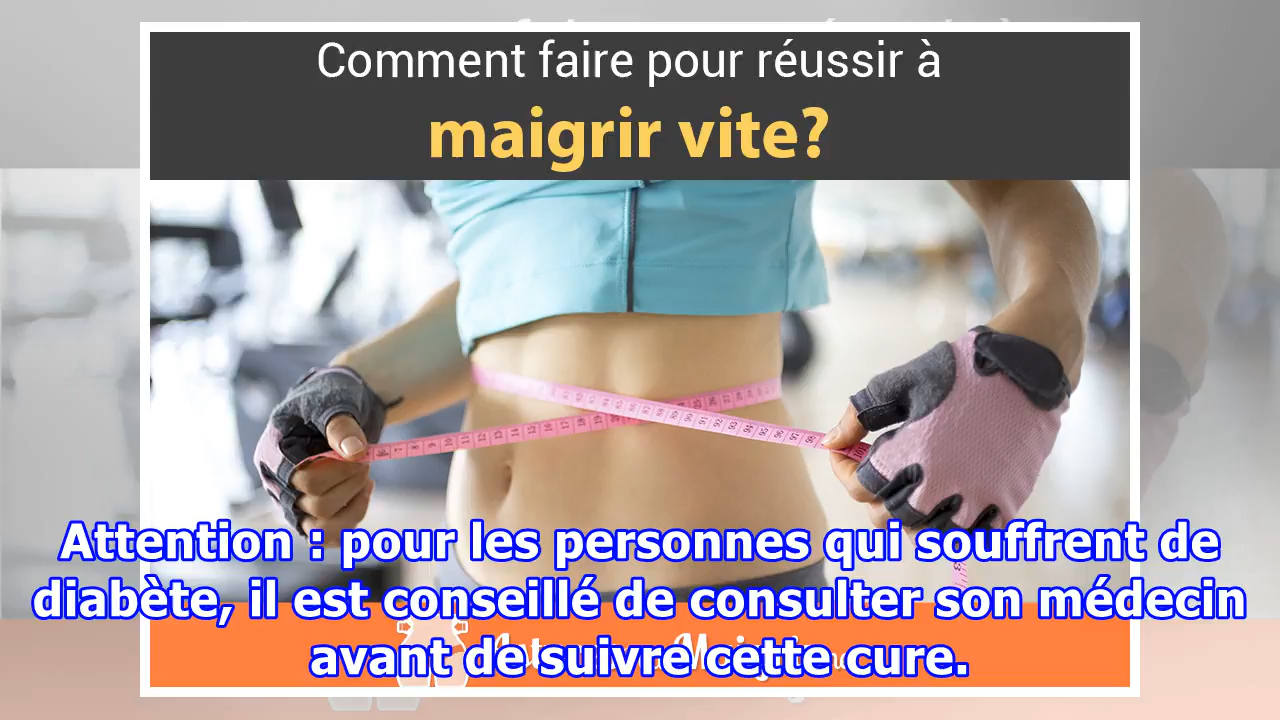 Comment faire pour réussir à
maigrir vite?
Attention : pour les personnes qui souffrent de
diabète, il est conseillé de consulter son médecin
avant de suivre cette cure.